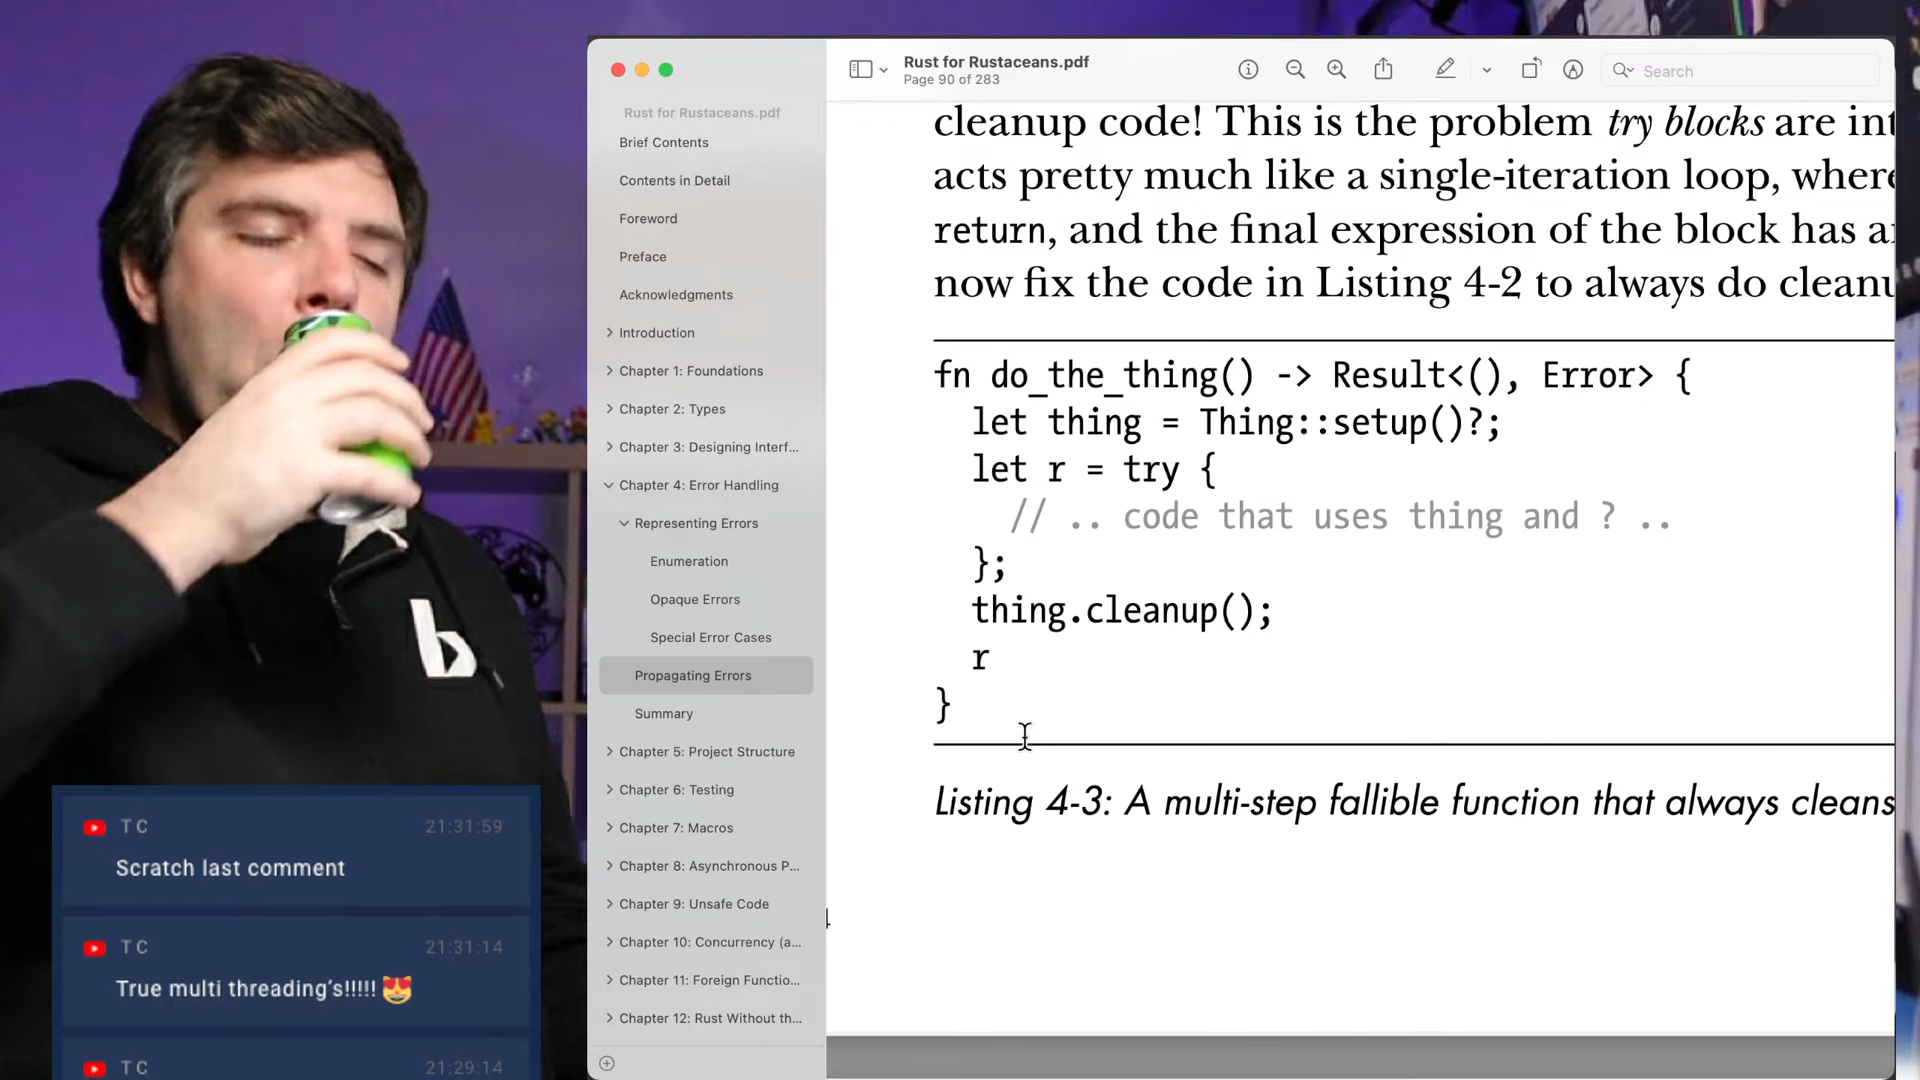 Rust for Rustaceans.pdf
Page 90 of 283
Search
Rust for Rustaceans.pdf
Brief Contents
Contents in Detail
Foreword
Preface
Acknowledgments
Introduction
Chapter 1: Foundations
Chapter 2: Types
Chapter 3: Designing Interf...
Chapter 4: Error Handling
Representing Errors
Enumeration
Opaque Errors
Special Error Cases
Propagating Errors
Summary
Chapter 5: Project Structure
Chapter 6: Testing
Chapter 7: Macros
Chapter 8: Asynchronous P...
Chapter 9: Unsafe Code
Chapter 10: Concurrency (a...
Chapter 11: Foreign Functio...
Chapter 12: Rust Without th...
cleanup code! This is the problem try blocks are int
acts pretty much like a single-iteration loop, where
return, and the final expression of the block has a
now fix the code in Listing 4-2 to always do cleanu
fn do_the_thing() -> Result<(), Error> {
let thing = Thing::setup()?;
let r = try {
// .. code that uses thing and ? ..
};
thing.cleanup();
r
}
Listing 4-3: A multi-step fallible function that always cleans
b
T C 21:31:59
Scratch last comment
T C 21:31:14
True multi threading's!!!!! 😻
T C 21:29:14